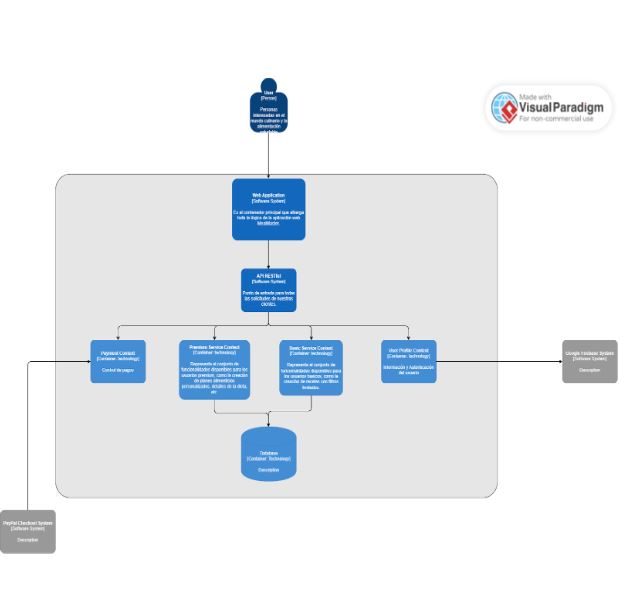 User
[Person]
Personas
interesadas en el
mundo culinario y la
alimentación
Made with
VisualParadigm
For non-commercial use
Web Application
[Software System]
Es el contenedor principal que alberga
toda la lógica de la aplicación web
API RESTful
[Software System]
Punto de entrada para todas
las solicitudes de nuestros
clientes.
Payment Context
[Container: Technology]
Control de pagos
Premium Service Context
[Container: Technology]
Representa el conjunto de
funcionalidades disponibles para los
usuarios premium, como la creación
de planes alimenticios
personalizados, detalles de la dieta,
etc
Basic Service Context
[Container: Technology]
Representa el conjunto de
funcionalidades disponibles para
los usuarios básicos, como la
creación de recetas con filtros
limitados.
User Profile Context
[Container: Technology]
Información y Autenticación
del usuario
Google Firebase System
[Software System]
Description
Database
[Container: Technology]
Description
PayPal Checkout System
[Software System]
Description